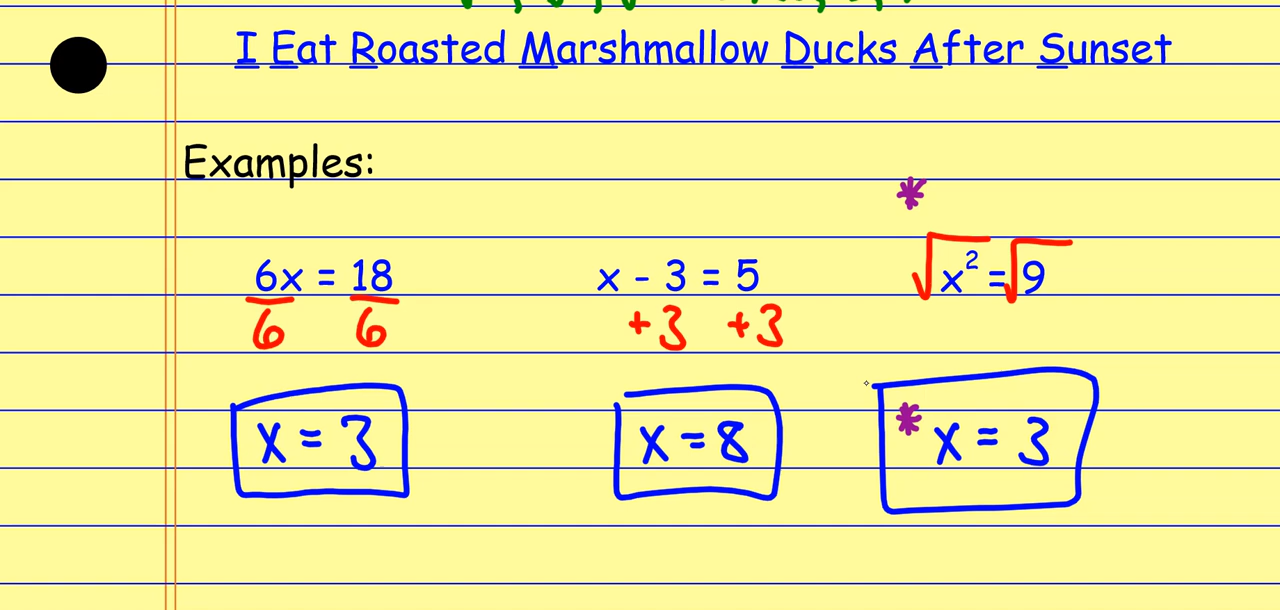 I Eat Roasted Marshmallow Ducks After Sunset
Examples:
*
6x = 18
6 6
x - 3 = 5
+3 +3
√x² = √9
x = 3
x = 8
* x = 3